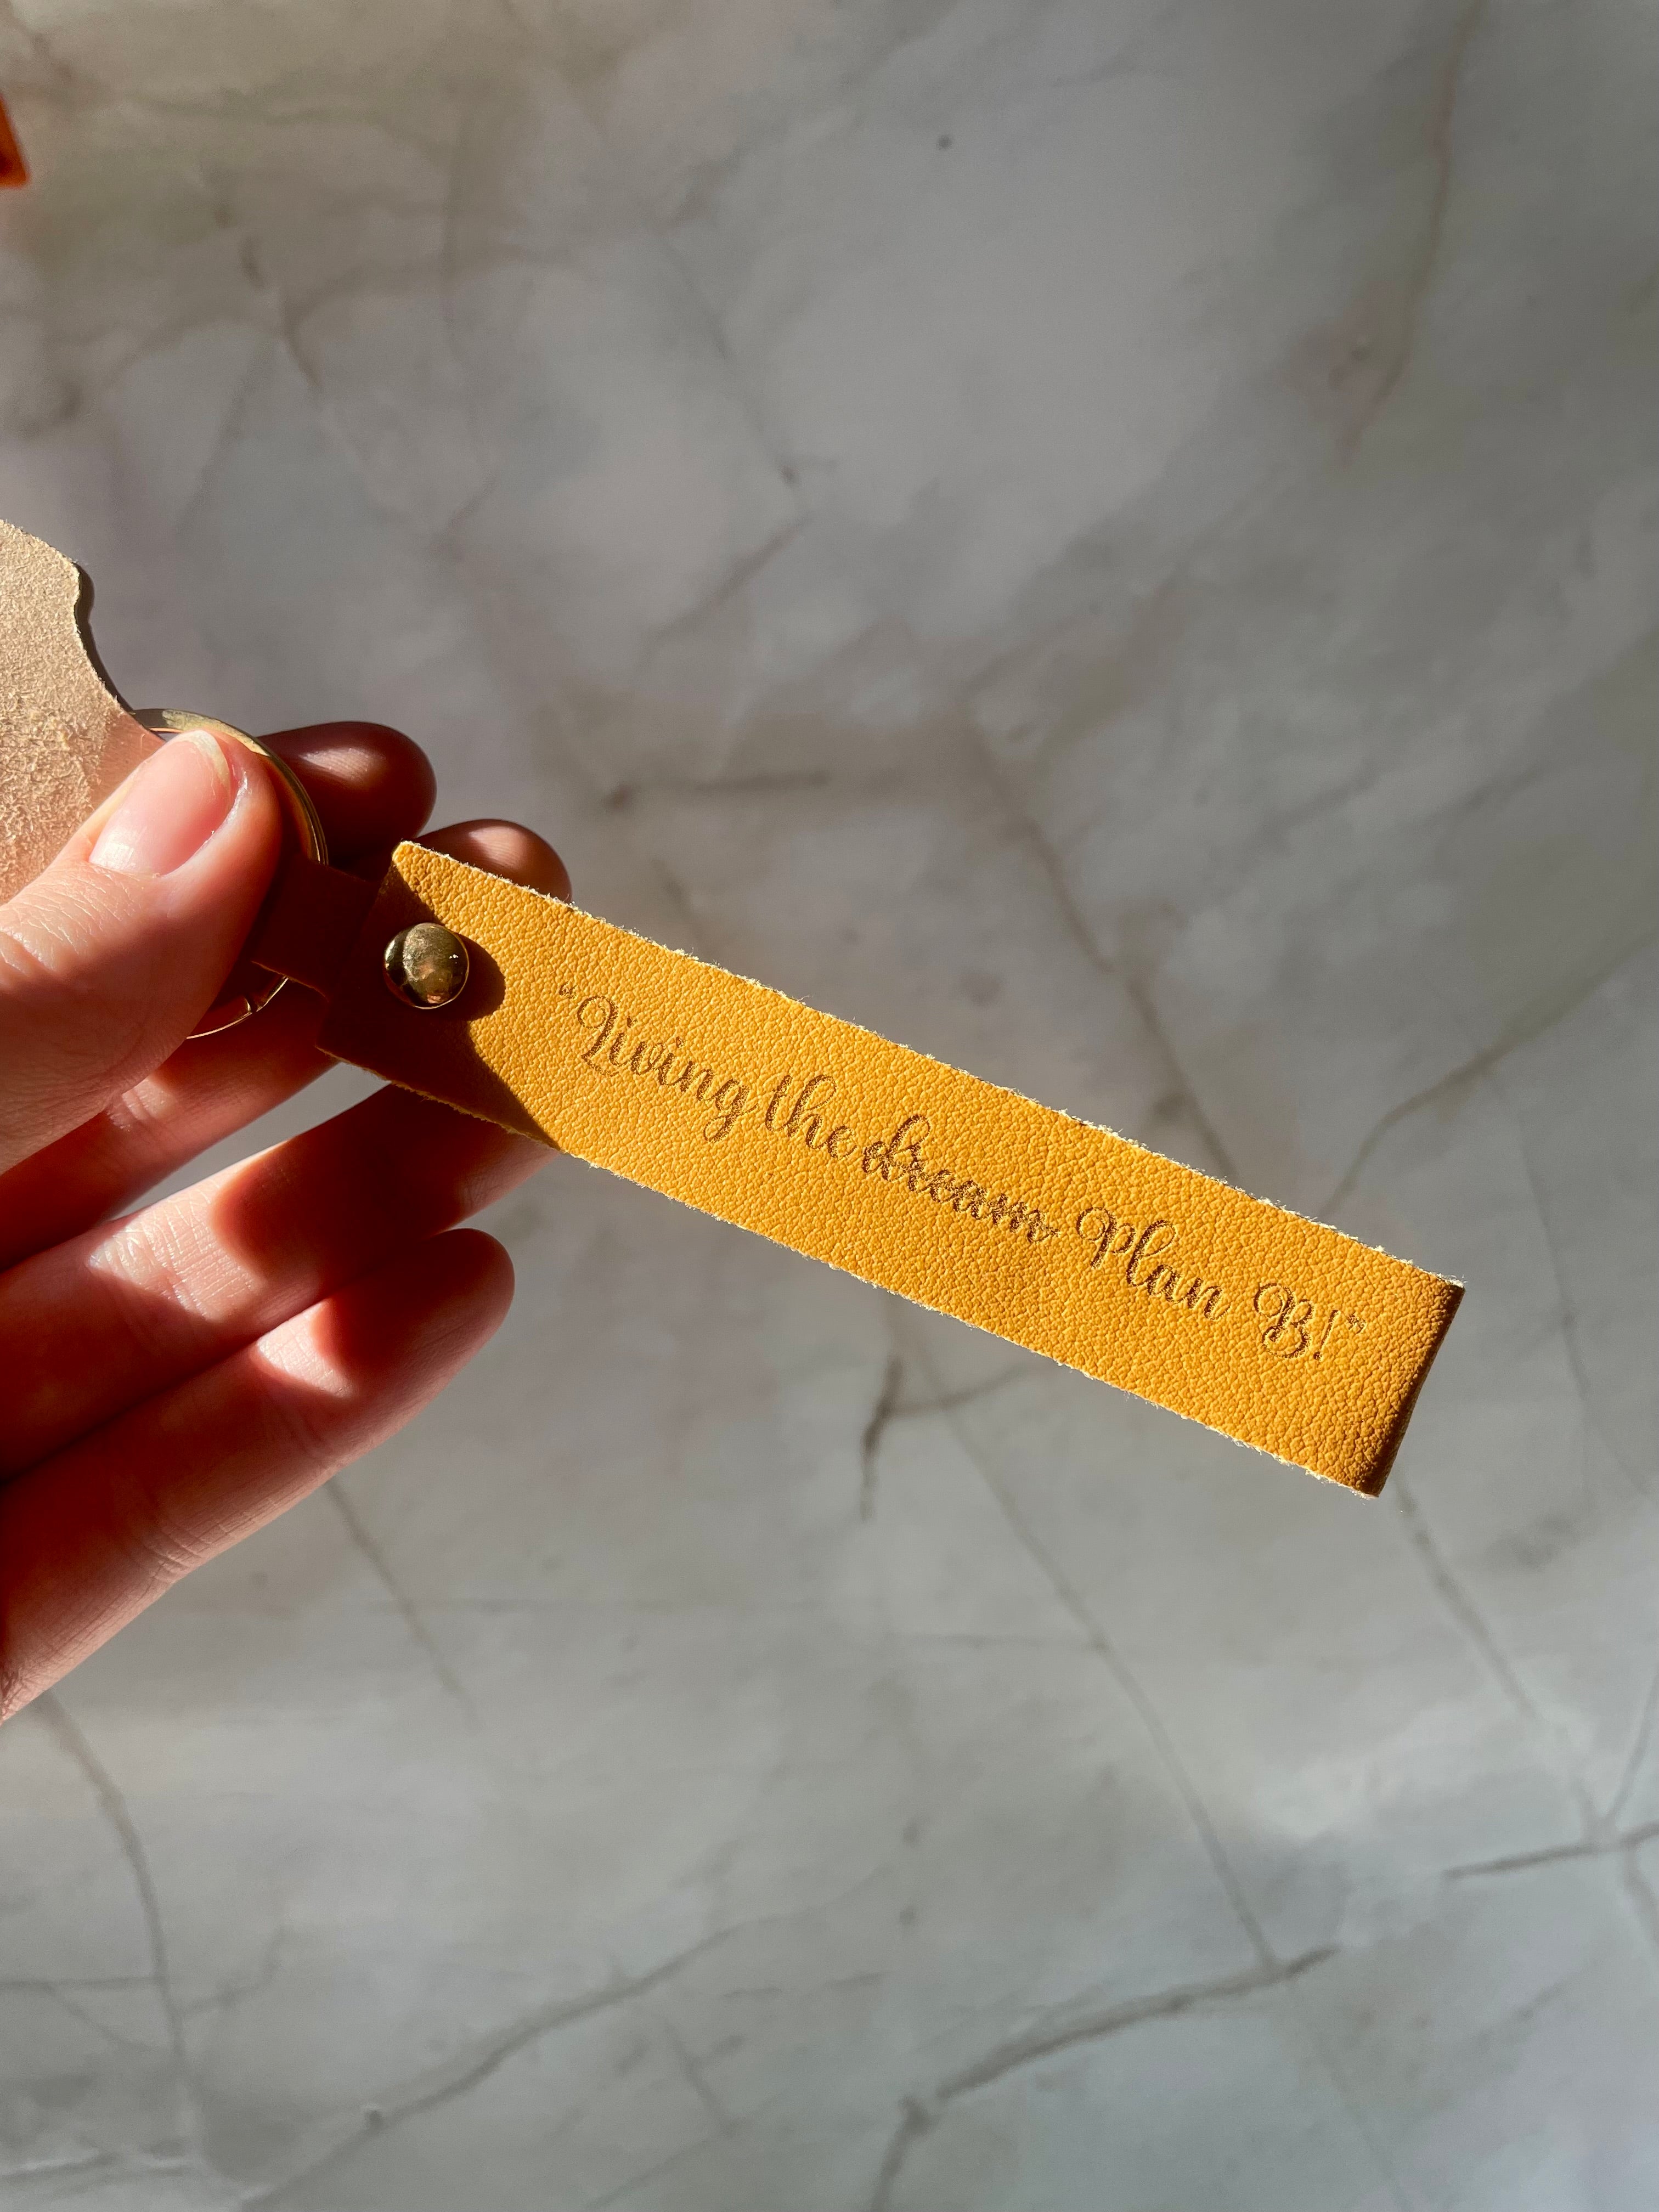 "Living the dream Plan B!"